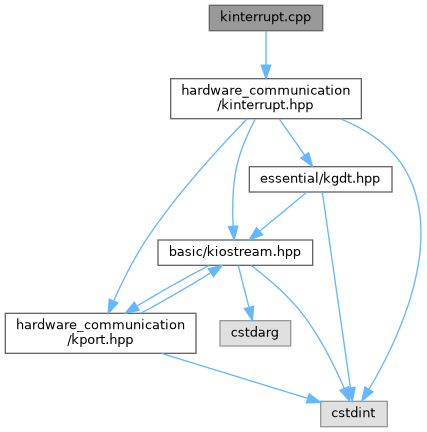 kinterrupt.cpp
hardware_communication
/kinterrupt.hpp
essential/kgdt.hpp
basic/kiostream.hpp
hardware_communication
/kport.hpp
cstdarg
cstdint